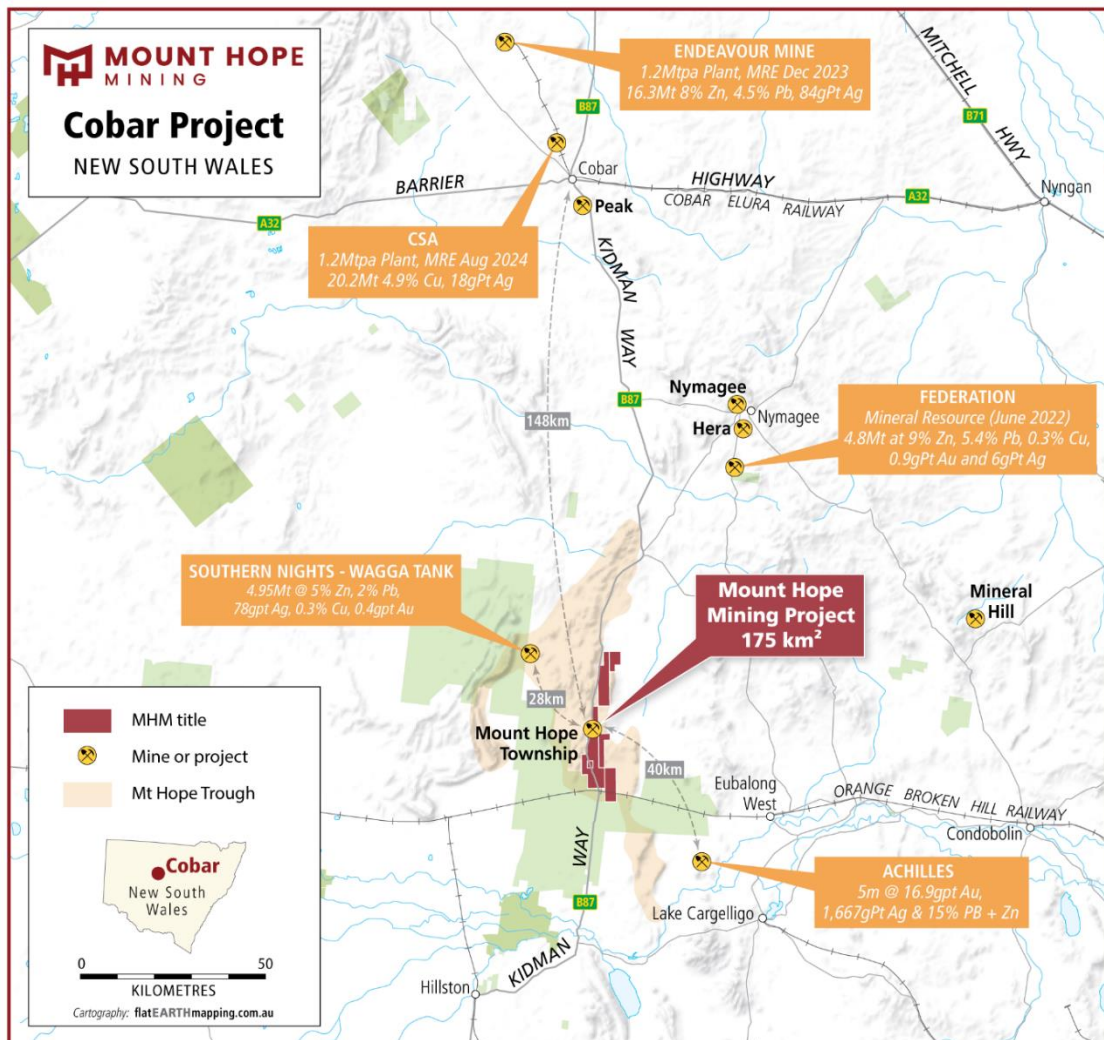 MOUNT HOPE
MINING
Cobar Project
NEW SOUTH WALES
ENDEAVOUR MINE
1.2Mtpa Plant, MRE Dec 2023
16.3Mt 8% Zn, 4.5% Pb, 84gPt Ag
B87
MITCHELL
HWY
B71
Cobar
BARRIER
HIGHWAY
COBAR ELURA RAILWAY
A32
Nyngan
A32
Peak
CSA
1.2Mtpa Plant, MRE Aug 2024
20.2Mt 4.9% Cu, 18gPt Ag
KIDMAN
WAY
B87
148km
Nymagee
Nymagee
Hera
FEDERATION
Mineral Resource (June 2022)
4.8Mt at 9% Zn, 5.4% Pb, 0.3% Cu,
0.9gPt Au and 6gPt Ag
SOUTHERN NIGHTS - WAGGA TANK
4.95Mt @ 5% Zn, 2% Pb,
78gpt Ag, 0.3% Cu, 0.4gpt Au
Mount Hope
Mining Project
175 km²
Mineral
Hill
28km
Mount Hope
Township
40km
Eubalong
West
ORANGE BROKEN HILL RAILWAY
Condobolin
WAY
B87
KIDMAN
ACHILLES
5m @ 16.9gpt Au,
1,667gPt Ag & 15% PB + Zn
Lake Cargelligo
Hillston
MHM title
Mine or project
Mt Hope Trough
Cobar
New South
Wales
0 50
KILOMETRES
Cartography: flatEARTHmapping.com.au